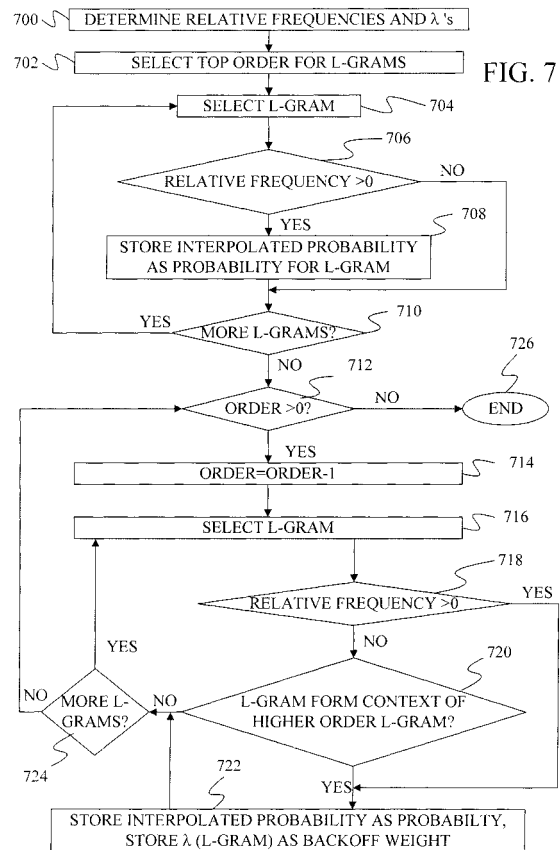 700
DETERMINE RELATIVE FREQUENCIES AND λ 'S
702
SELECT TOP ORDER FOR L-GRAMS
FIG. 7
SELECT L-GRAM
704
706
RELATIVE FREQUENCY >0
NO
YES
708
STORE INTERPOLATED PROBABILITY
AS PROBABILITY FOR L-GRAM
710
YES
MORE L-GRAMS?
NO
712
726
ORDER >0?
NO
END
YES
714
ORDER=ORDER-1
SELECT L-GRAM
716
718
RELATIVE FREQUENCY >0
YES
NO
YES
720
L-GRAM FORM CONTEXT OF
HIGHER ORDER L-GRAM?
NO
MORE L-
GRAMS?
NO
724
722
YES
STORE INTERPOLATED PROBABILITY AS PROBABILTY,
STORE λ (L-GRAM) AS BACKOFF WEIGHT